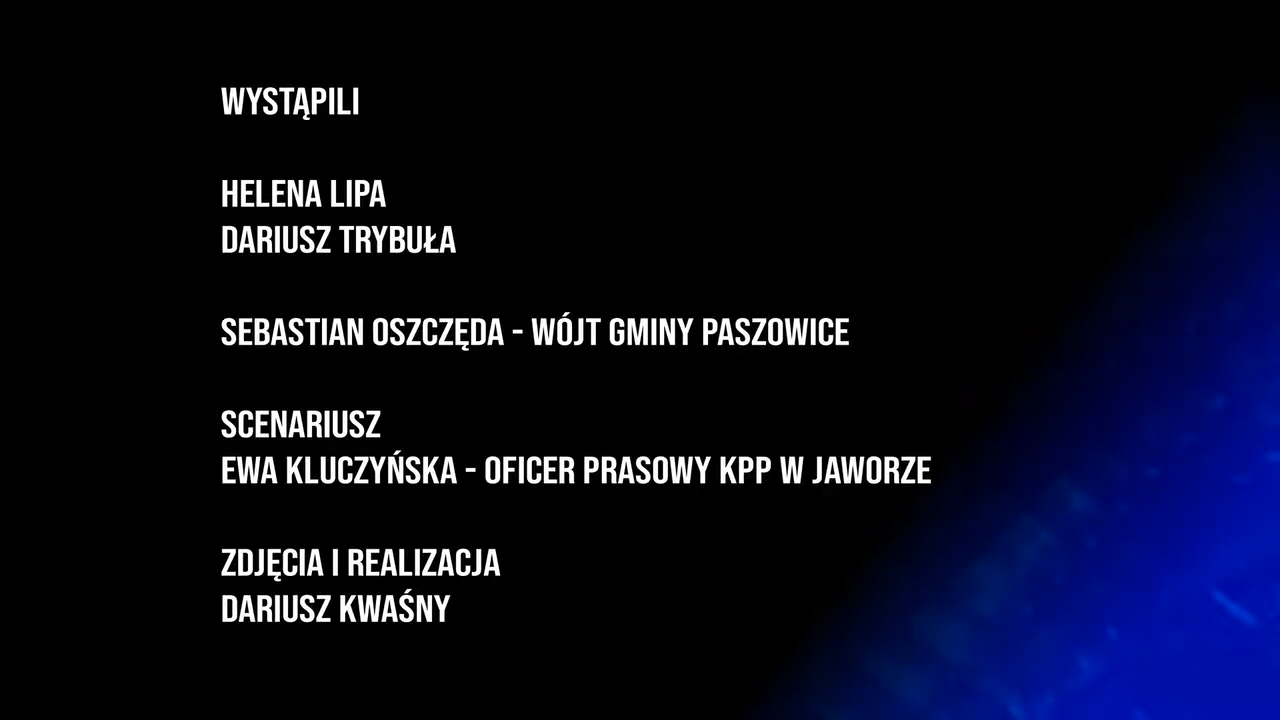 WYSTĄPILI
HELENA LIPA
DARIUSZ TRYBUŁA
SEBASTIAN OSZCZĘDA - WÓJT GMINY PASZOWICE
SCENARIUSZ
EWA KLUCZYŃSKA - OFICER PRASOWY KPP W JAWORZE
ZDJĘCIA I REALIZACJA
DARIUSZ KWAŚNY